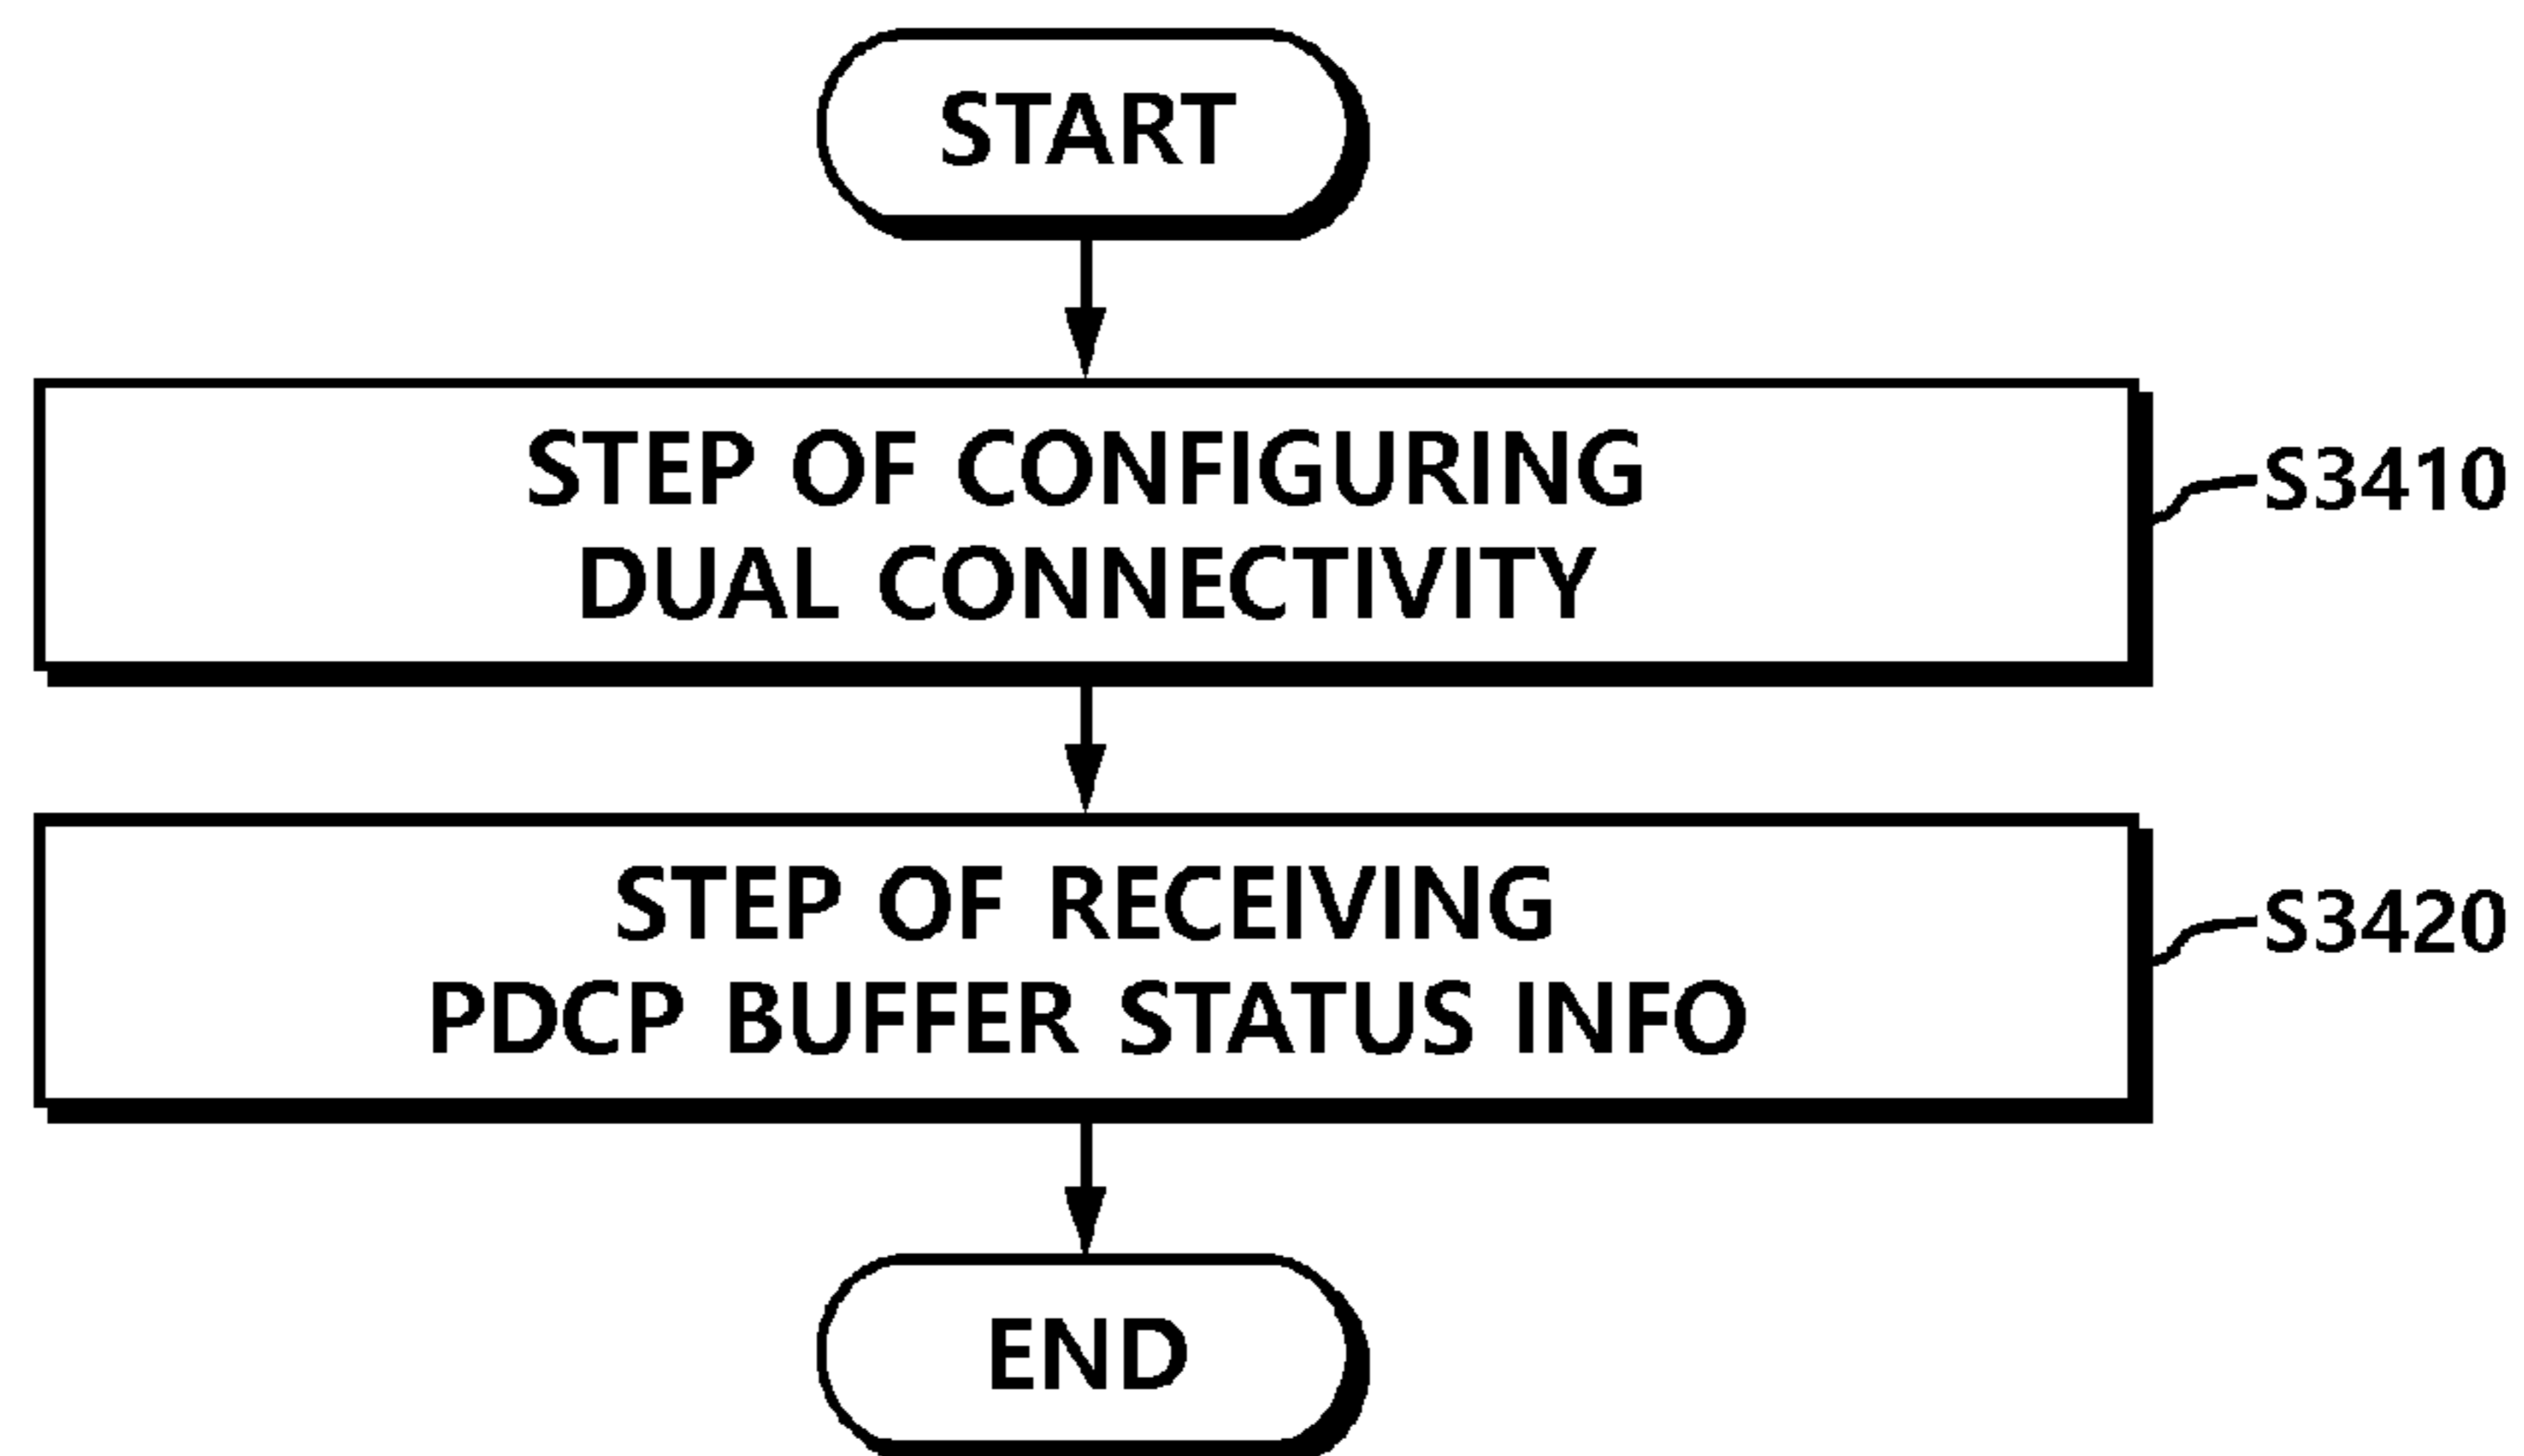 START
STEP OF CONFIGURING
DUAL CONNECTIVITY
S3410
STEP OF RECEIVING
PDCP BUFFER STATUS INFO
S3420
END